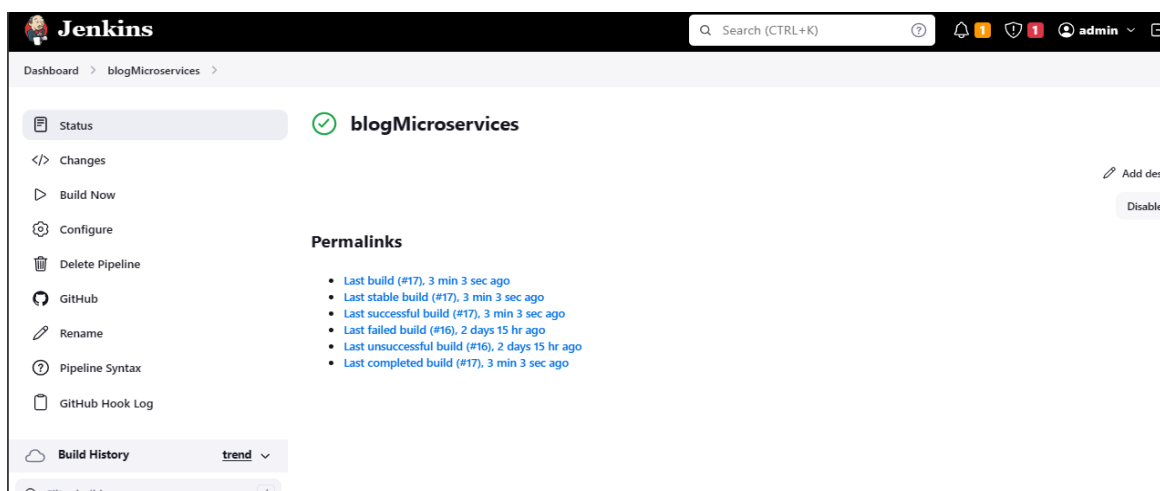 Jenkins
Search (CTRL+K)
1
1
admin
Dashboard > blogMicroservices >
Status
Changes
Build Now
Configure
Delete Pipeline
GitHub
Rename
Pipeline Syntax
GitHub Hook Log
Build History
trend
blogMicroservices
Add des
Disable
Permalinks
Last build (#17), 3 min 3 sec ago
Last stable build (#17), 3 min 3 sec ago
Last successful build (#17), 3 min 3 sec ago
Last failed build (#16), 2 days 15 hr ago
Last unsuccessful build (#16), 2 days 15 hr ago
Last completed build (#17), 3 min 3 sec ago